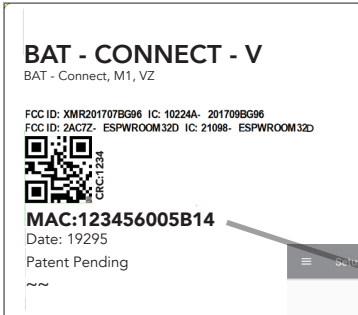 BAT - CONNECT - V
BAT - Connect, M1, VZ
FCC ID: XMR201707BG96 IC: 10224A- 201709BG96
FCC ID: 2AC7Z- ESPWROOM32D IC: 21098- ESPWROOM32D
CRC:1234
MAC:123456005B14
Date: 19295
Patent Pending
~~